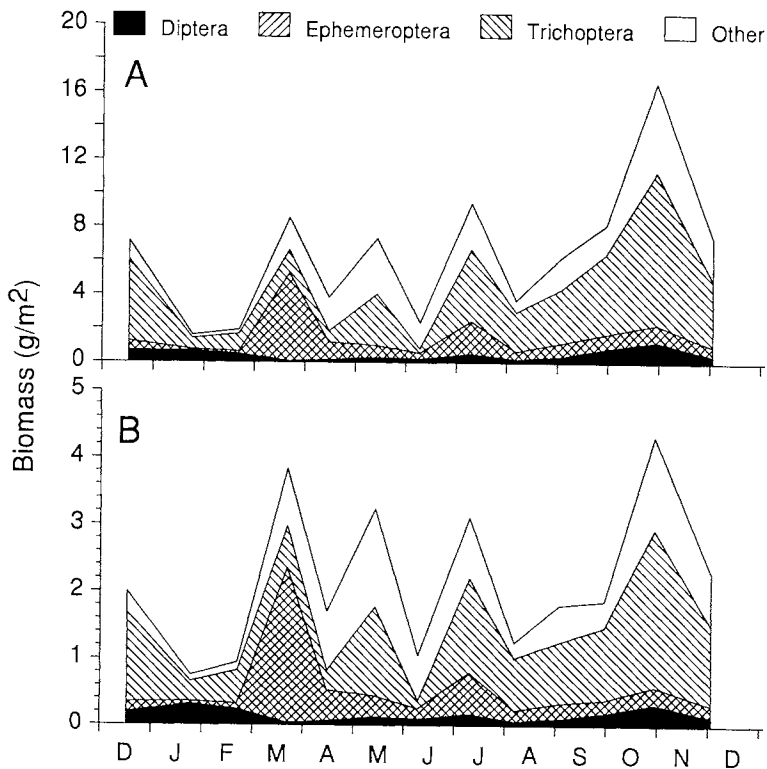 Diptera Ephemeroptera Trichoptera Other
20
A
16
12
8
4
0
Biomass (g/m2)
5
B
4
3
2
1
0
D J F M A M J J A S O N D